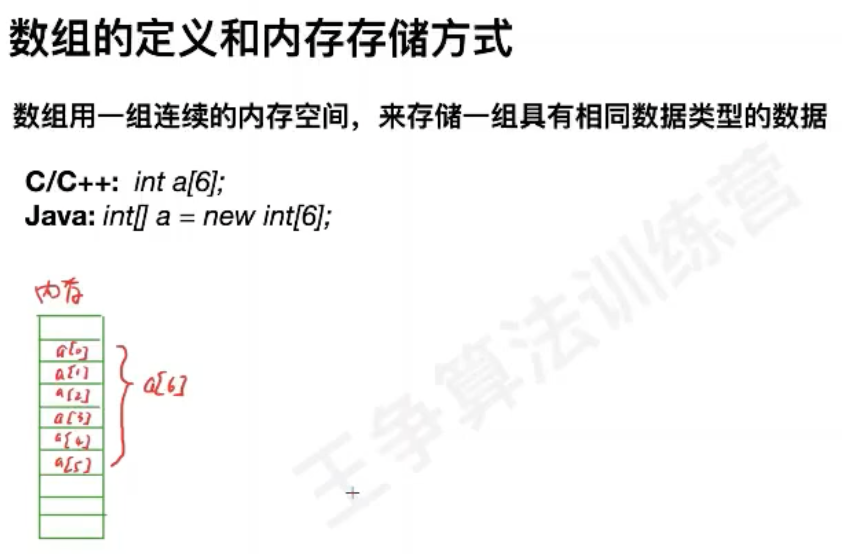 数组的定义和内存存储方式
数组用一组连续的内存空间，来存储一组具有相同数据类型的数据
C/C++: int a[6];
Java: int[] a = new int[6];
内存
a[0]
a[1]
a[2]
a[3]
a[4]
a[5]
a[6]
王争算法训练营